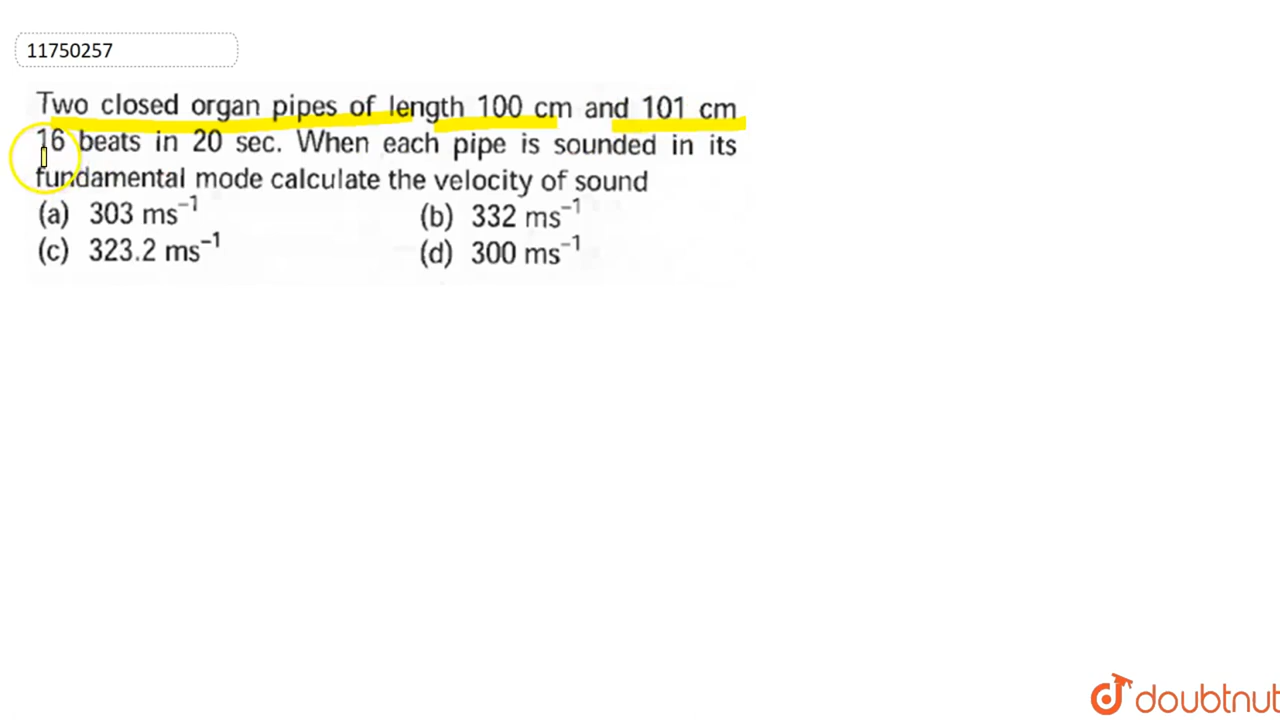 11750257
Two closed organ pipes of length 100 cm and 101 cm
16 beats in 20 sec. When each pipe is sounded in its
fundamental mode calculate the velocity of sound
(a) 303 ms⁻¹ (b) 332 ms⁻¹
(c) 323.2 ms⁻¹ (d) 300 ms⁻¹
doubtnut